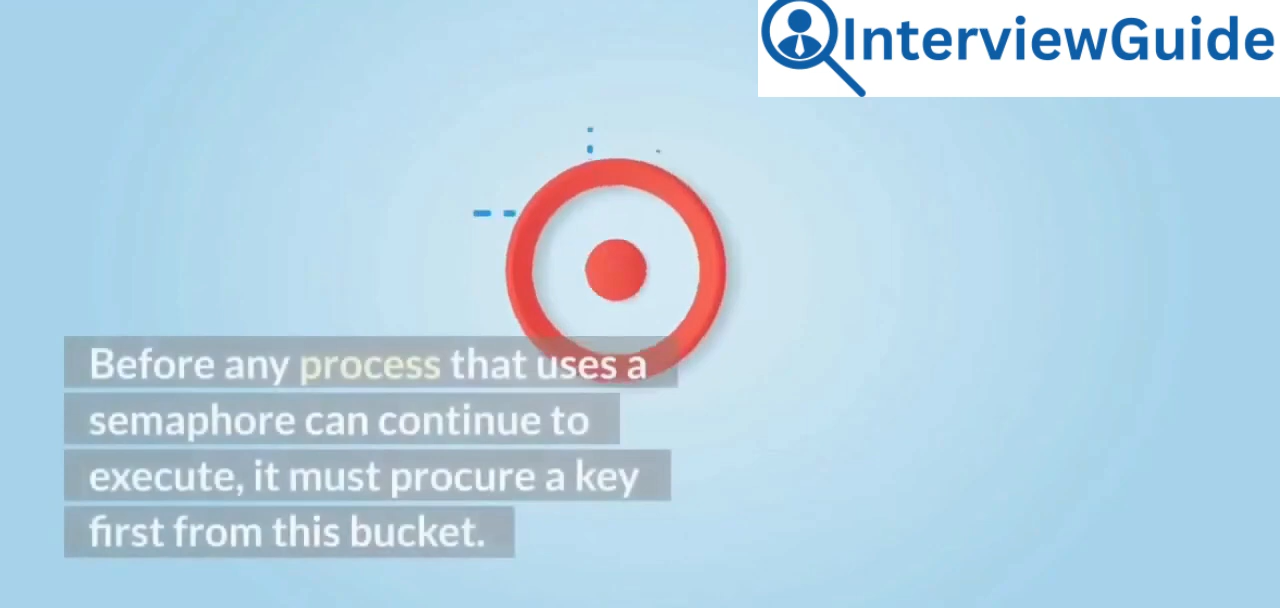 InterviewGuide
Before any process that uses a
semaphore can continue to
execute, it must procure a key
first from this bucket.